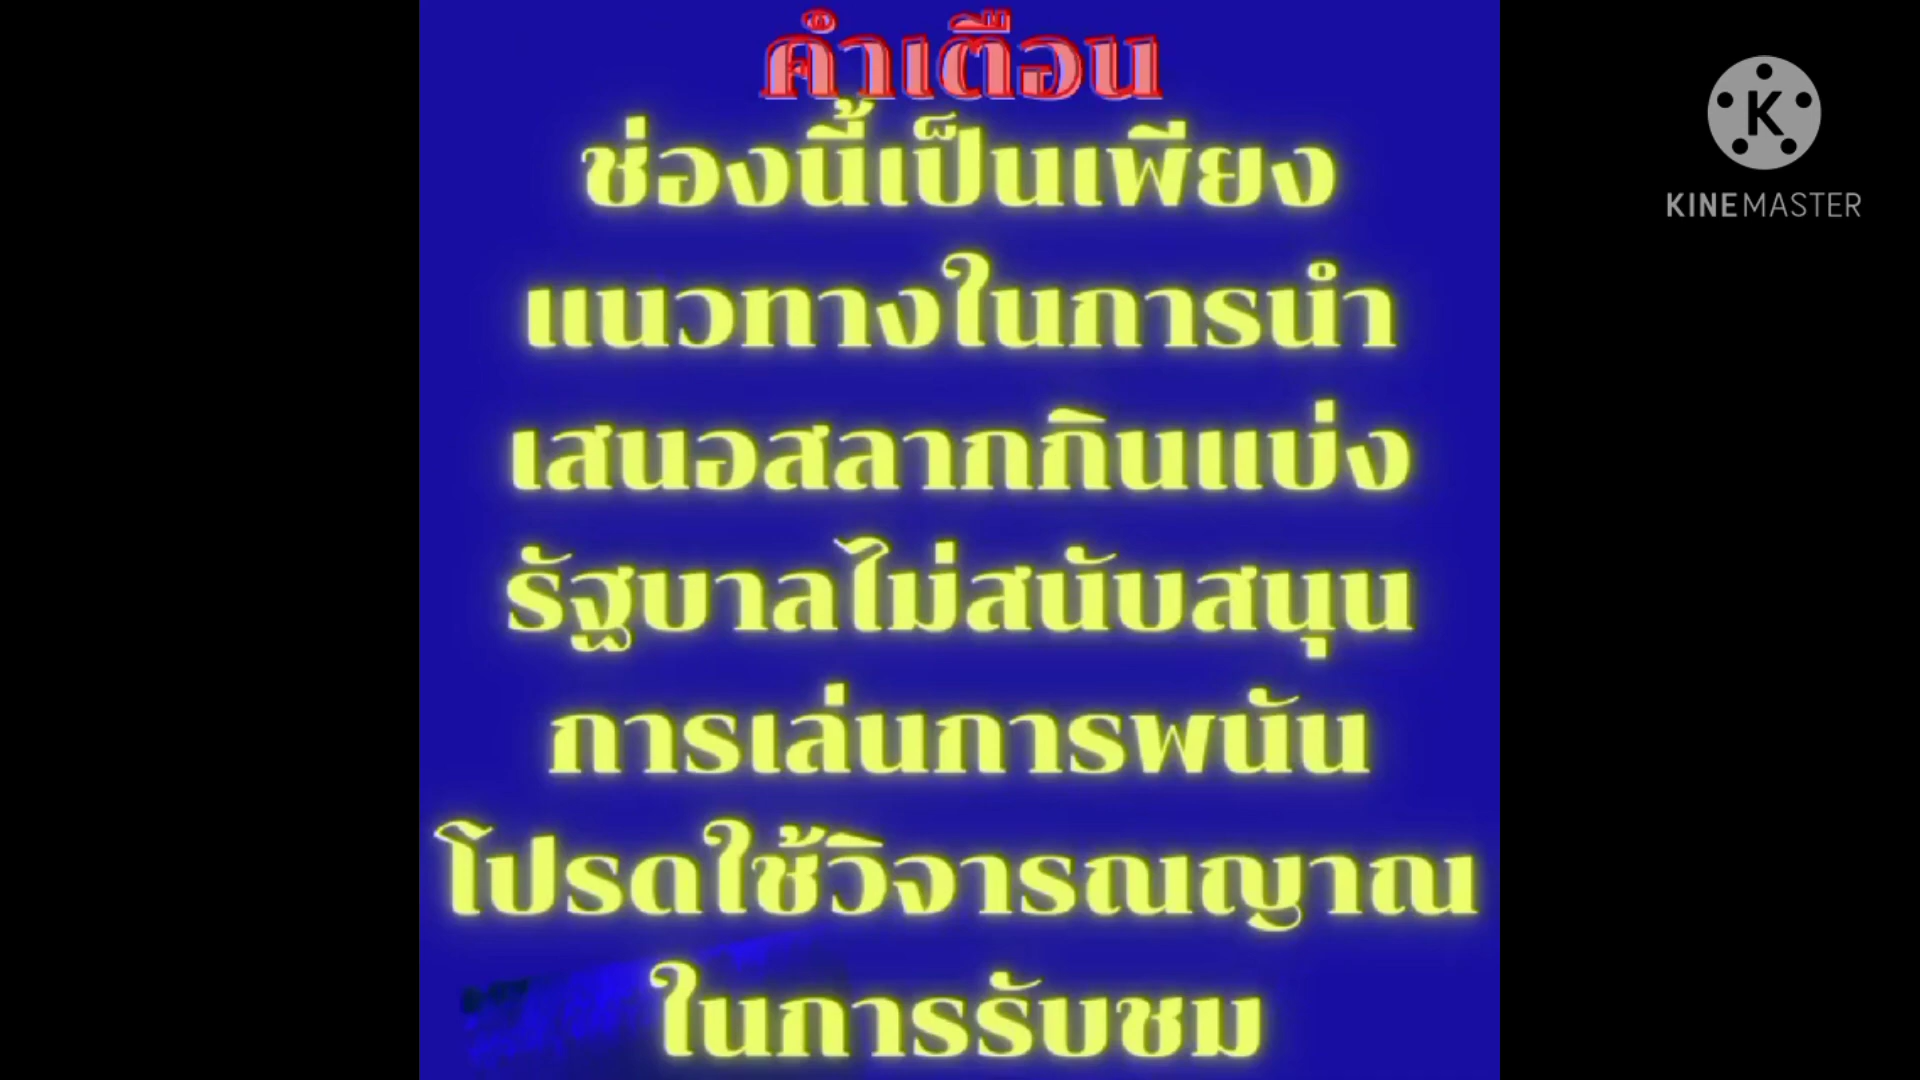 คำเตือน
ช่องนี้เป็นเพียง
แนวทางในการนำ
เสนอสลากกินแบ่ง
รัฐบาลไม่สนับสนุน
การเล่นการพนัน
โปรดใช้วิจารณญาณ
ในการรับชม
K
KINEMASTER